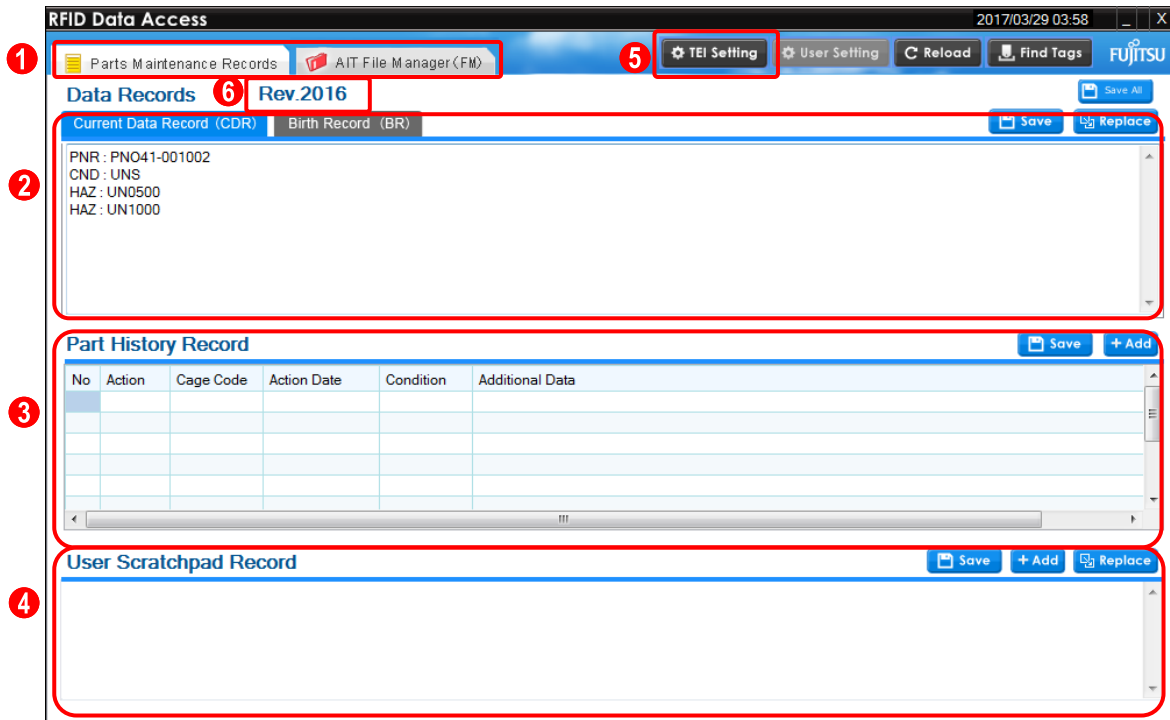 RFID Data Access 2017/03/29 03:58 _ X
1 Parts Maintenance Records AIT File Manager(FM) 5 TEI Setting User Setting Reload Find Tags FUJITSU
Data Records 6 Rev.2016 Save All
Current Data Record (CDR) Birth Record (BR) Save Replace
PNR : PNO41-001002
2 CND : UNS
HAZ : UN0500
HAZ : UN1000
Part History Record Save + Add
No Action Cage Code Action Date Condition Additional Data
3
User Scratchpad Record Save + Add Replace
4